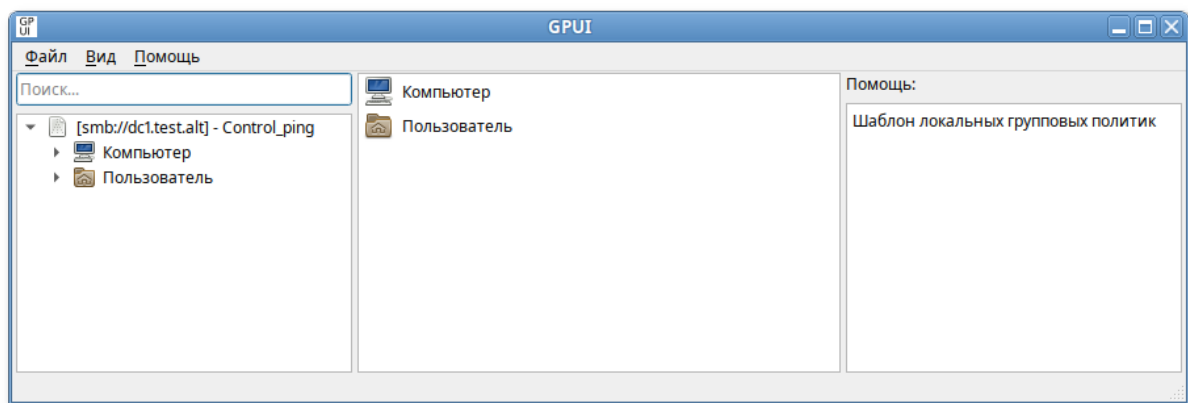 GP
UI
GPUI
Файл Вид Помощь
Поиск...
[smb://dc1.test.alt] - Control_ping
Компьютер
Пользователь
Компьютер
Пользователь
Помощь:
Шаблон локальных групповых политик